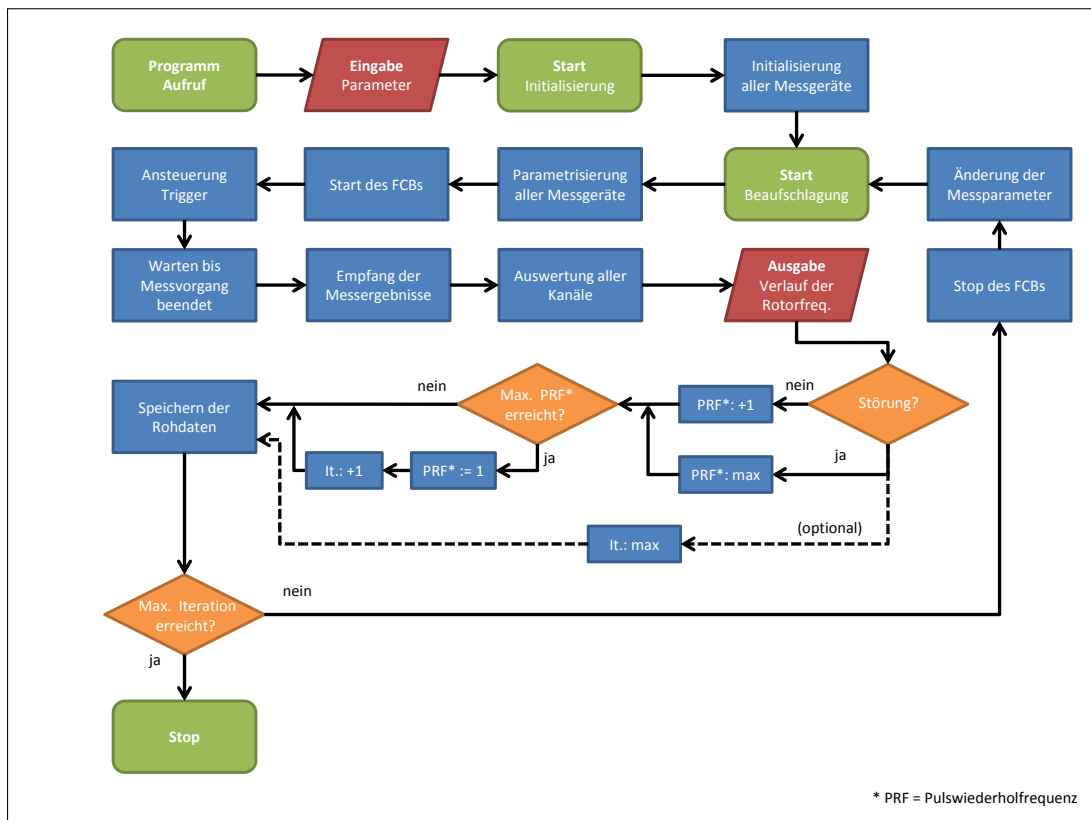 Programm
Aufruf
Eingabe
Parameter
Start
Initialisierung
Initialisierung
aller Messgeräte
Ansteuerung
Trigger
Start des FCBs
Parametrisierung
aller Messgeräte
Start
Beaufschlagung
Änderung der
Messparameter
Warten bis
Messvorgang
beendet
Empfang der
Messergebnisse
Auswertung aller
Kanäle
Ausgabe
Verlauf der
Rotorfreq.
Stop des FCBs
Speichern der
Rohdaten
nein
Max. PRF*
erreicht?
PRF*: +1
nein
Störung?
It.: +1
PRF* := 1
ja
PRF*: max
ja
It.: max
(optional)
Max. Iteration
erreicht?
nein
ja
Stop
* PRF = Pulswiederholfrequenz